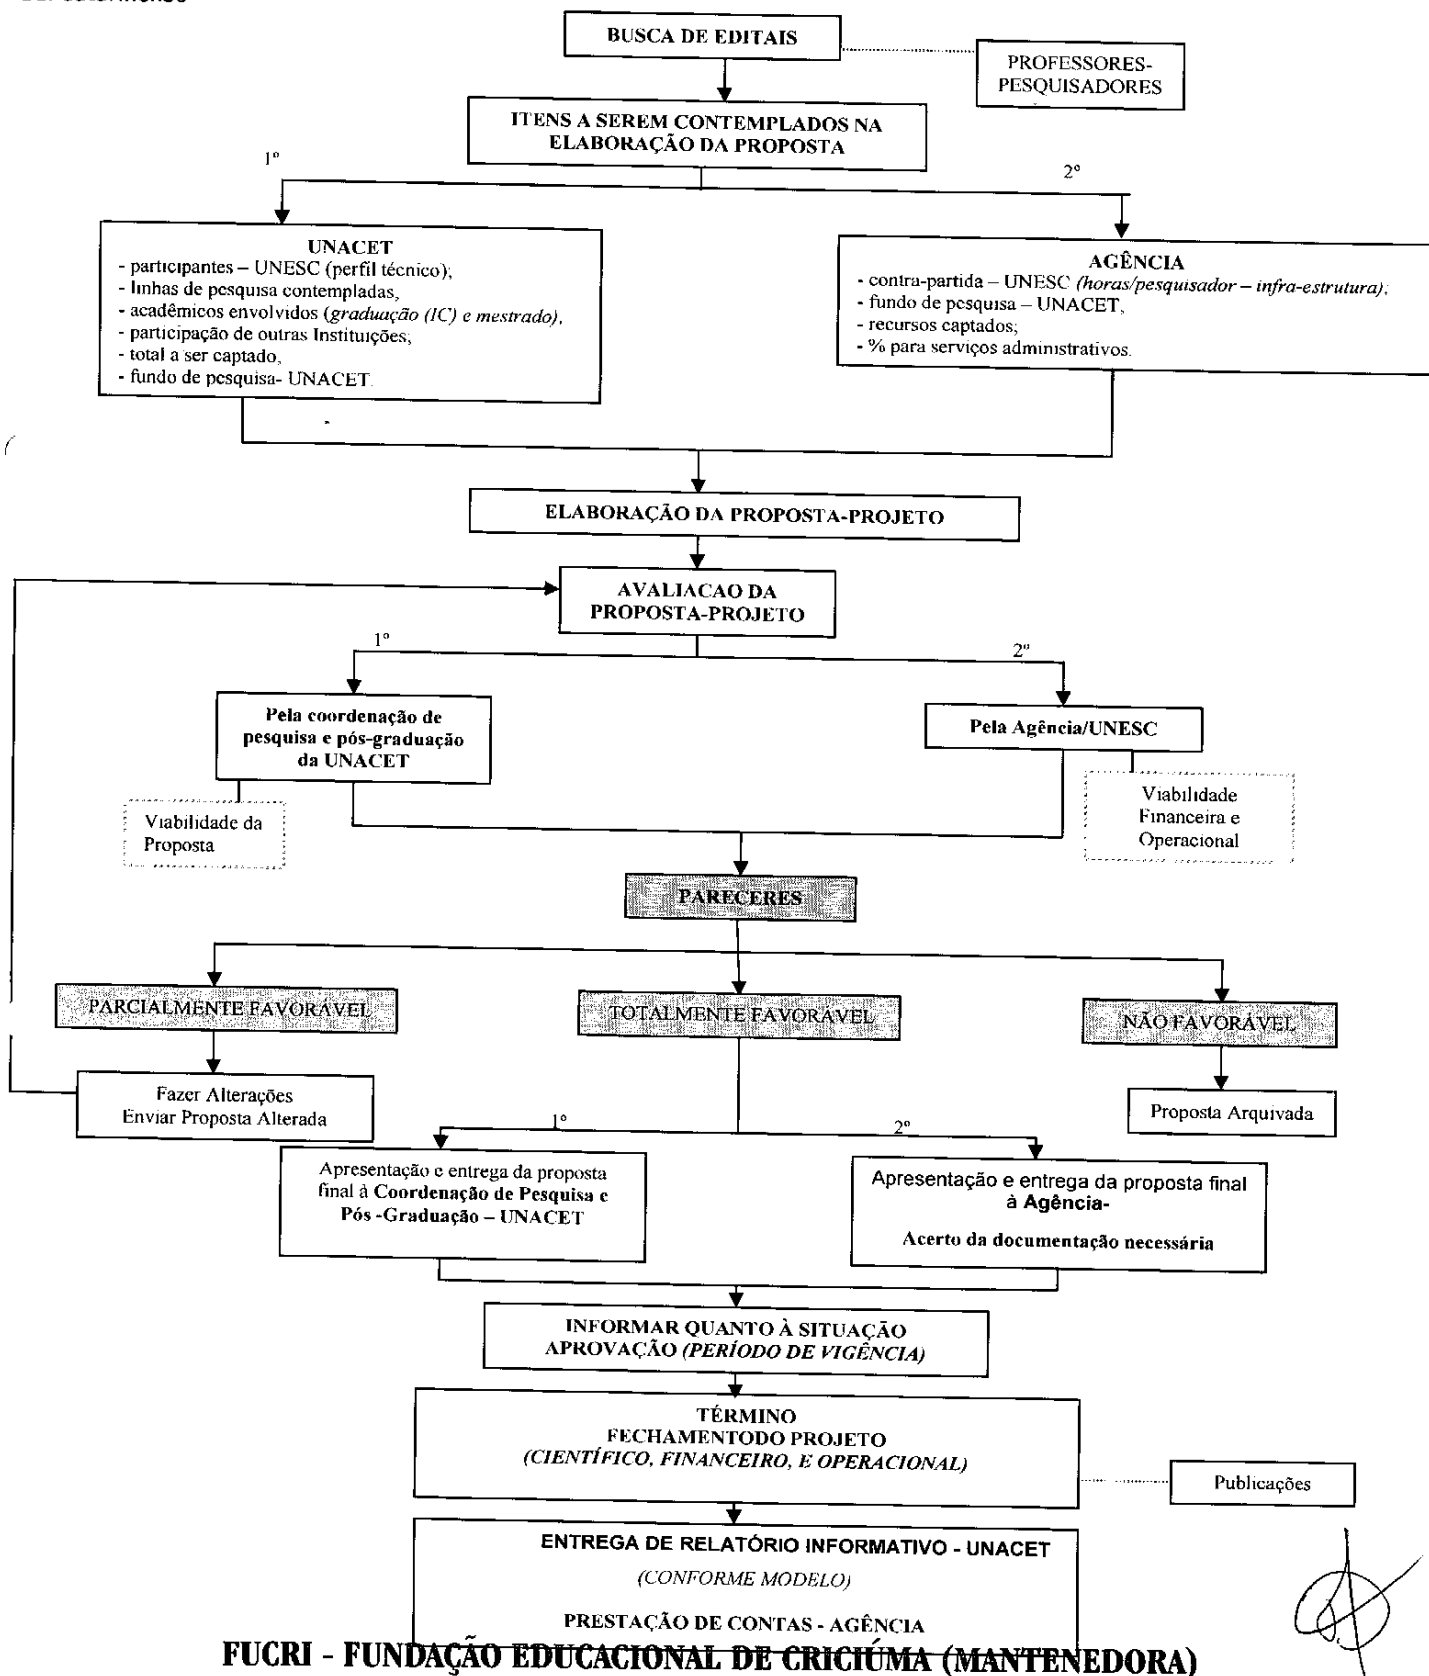 BUSCA DE EDITAIS
PROFESSORES-
PESQUISADORES
ITENS A SEREM CONTEMPLADOS NA
ELABORAÇÃO DA PROPOSTA
1º
2º
UNACET
- participantes – UNESC (perfil técnico);
- linhas de pesquisa contempladas,
- acadêmicos envolvidos (graduação (IC) e mestrado),
- participação de outras Instituições;
- total a ser captado,
- fundo de pesquisa- UNACET.
AGÊNCIA
- contra-partida – UNESC (horas/pesquisador – infra-estrutura);
- fundo de pesquisa – UNACET,
- recursos captados;
- % para serviços administrativos.
ELABORAÇÃO DA PROPOSTA-PROJETO
AVALIACAO DA
PROPOSTA-PROJETO
1º
2º
Pela coordenação de
pesquisa e pós-graduação
da UNACET
Pela Agência/UNESC
Viabilidade da
Proposta
Viabilidade
Financeira e
Operacional
PARECERES
PARCIALMENTE FAVORÁVEL
TOTALMENTE FAVORÁVEL
NÃO FAVORÁVEL
Fazer Alterações
Enviar Proposta Alterada
Proposta Arquivada
1º
2º
Apresentação e entrega da proposta
final à Coordenação de Pesquisa e
Pós -Graduação – UNACET
Apresentação e entrega da proposta final
à Agência-
Acerto da documentação necessária
INFORMAR QUANTO À SITUAÇÃO
APROVAÇÃO (PERÍODO DE VIGÊNCIA)
TÉRMINO
FECHAMENTODO PROJETO
(CIENTÍFICO, FINANCEIRO, E OPERACIONAL)
Publicações
ENTREGA DE RELATÓRIO INFORMATIVO - UNACET
(CONFORME MODELO)
PRESTAÇÃO DE CONTAS - AGÊNCIA
FUCRI - FUNDAÇÃO EDUCACIONAL DE CRICIÚMA (MANTENEDORA)